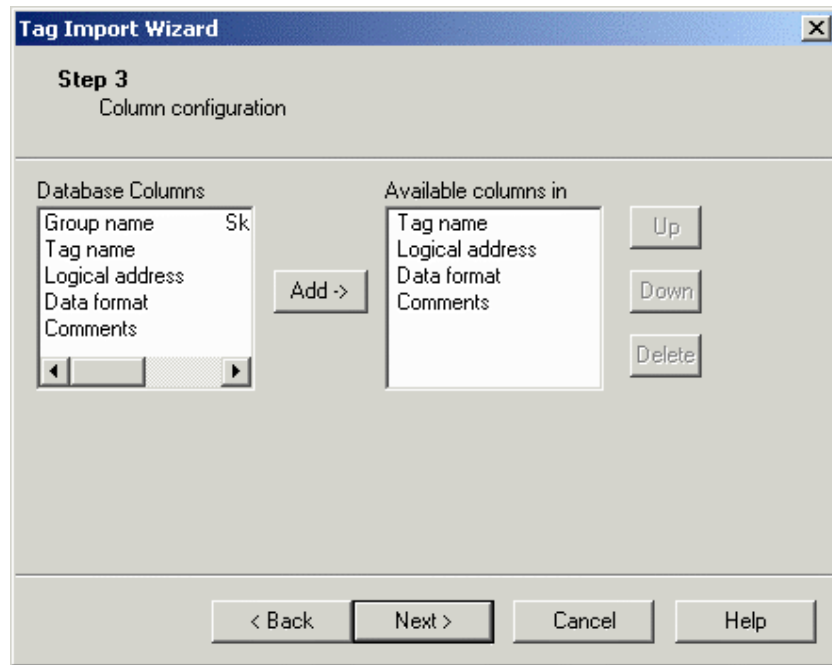 Tag Import Wizard
Step 3
Column configuration
Database Columns
Group name Sk
Tag name
Logical address
Data format
Comments
Add ->
Available columns in
Tag name
Logical address
Data format
Comments
Up
Down
Delete
< Back
Next >
Cancel
Help